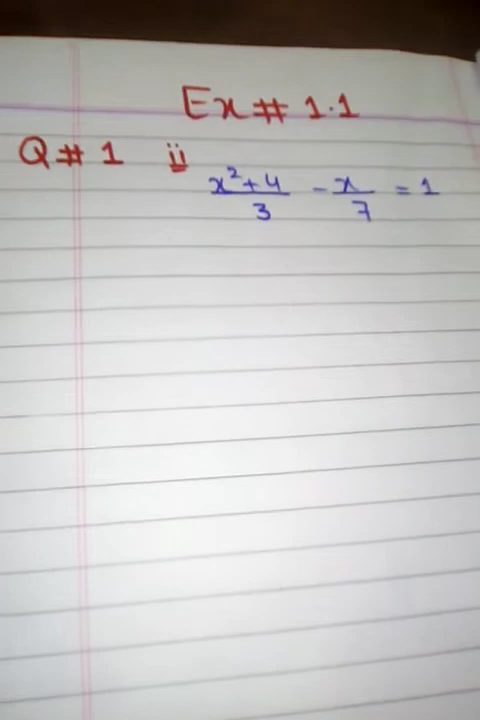 Ex # 1.1
Q # 1 ii
x²+4/3 - x/7 = 1